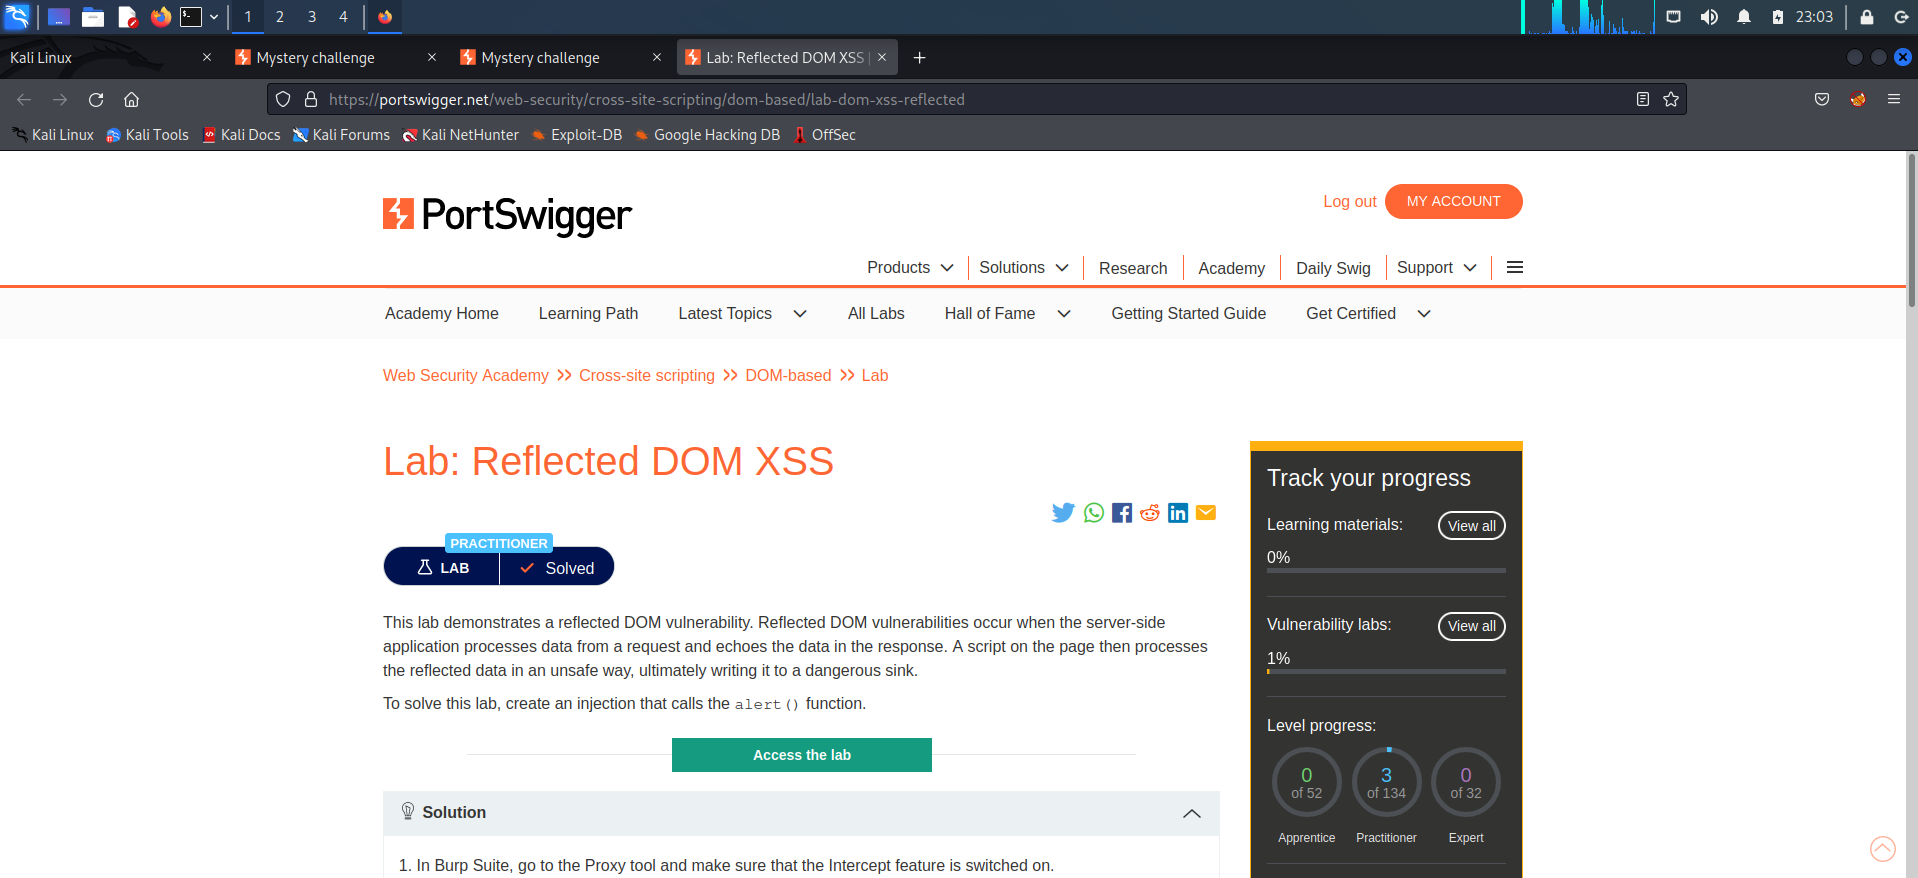 1 2 3 4 23:03
Kali Linux Mystery challenge Mystery challenge Lab: Reflected DOM XSS |
https://portswigger.net/web-security/cross-site-scripting/dom-based/lab-dom-xss-reflected
Kali Linux Kali Tools Kali Docs Kali Forums Kali NetHunter Exploit-DB Google Hacking DB OffSec
PortSwigger
Log out MY ACCOUNT
Products Solutions Research Academy Daily Swig Support
Academy Home Learning Path Latest Topics All Labs Hall of Fame Getting Started Guide Get Certified
Web Security Academy >> Cross-site scripting >> DOM-based >> Lab
Lab: Reflected DOM XSS
PRACTITIONER
LAB Solved
This lab demonstrates a reflected DOM vulnerability. Reflected DOM vulnerabilities occur when the server-side
application processes data from a request and echoes the data in the response. A script on the page then processes
the reflected data in an unsafe way, ultimately writing it to a dangerous sink.
To solve this lab, create an injection that calls the alert() function.
Access the lab
Solution
1. In Burp Suite, go to the Proxy tool and make sure that the Intercept feature is switched on.
Track your progress
Learning materials: View all
0%
Vulnerability labs: View all
1%
Level progress:
0 3 0
of 52 of 134 of 32
Apprentice Practitioner Expert